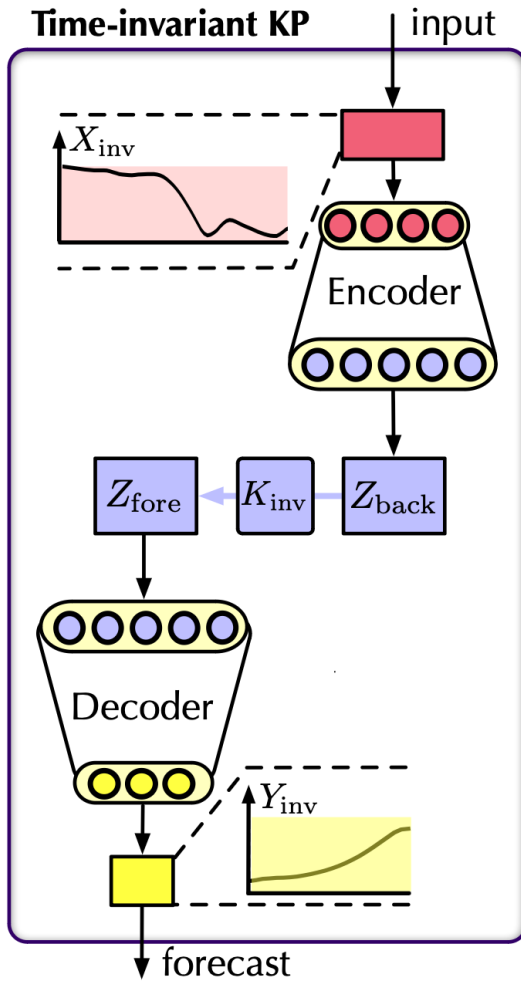 Time-invariant KP
input
X_inv
Encoder
Z_fore K_inv Z_back
Decoder
Y_inv
forecast